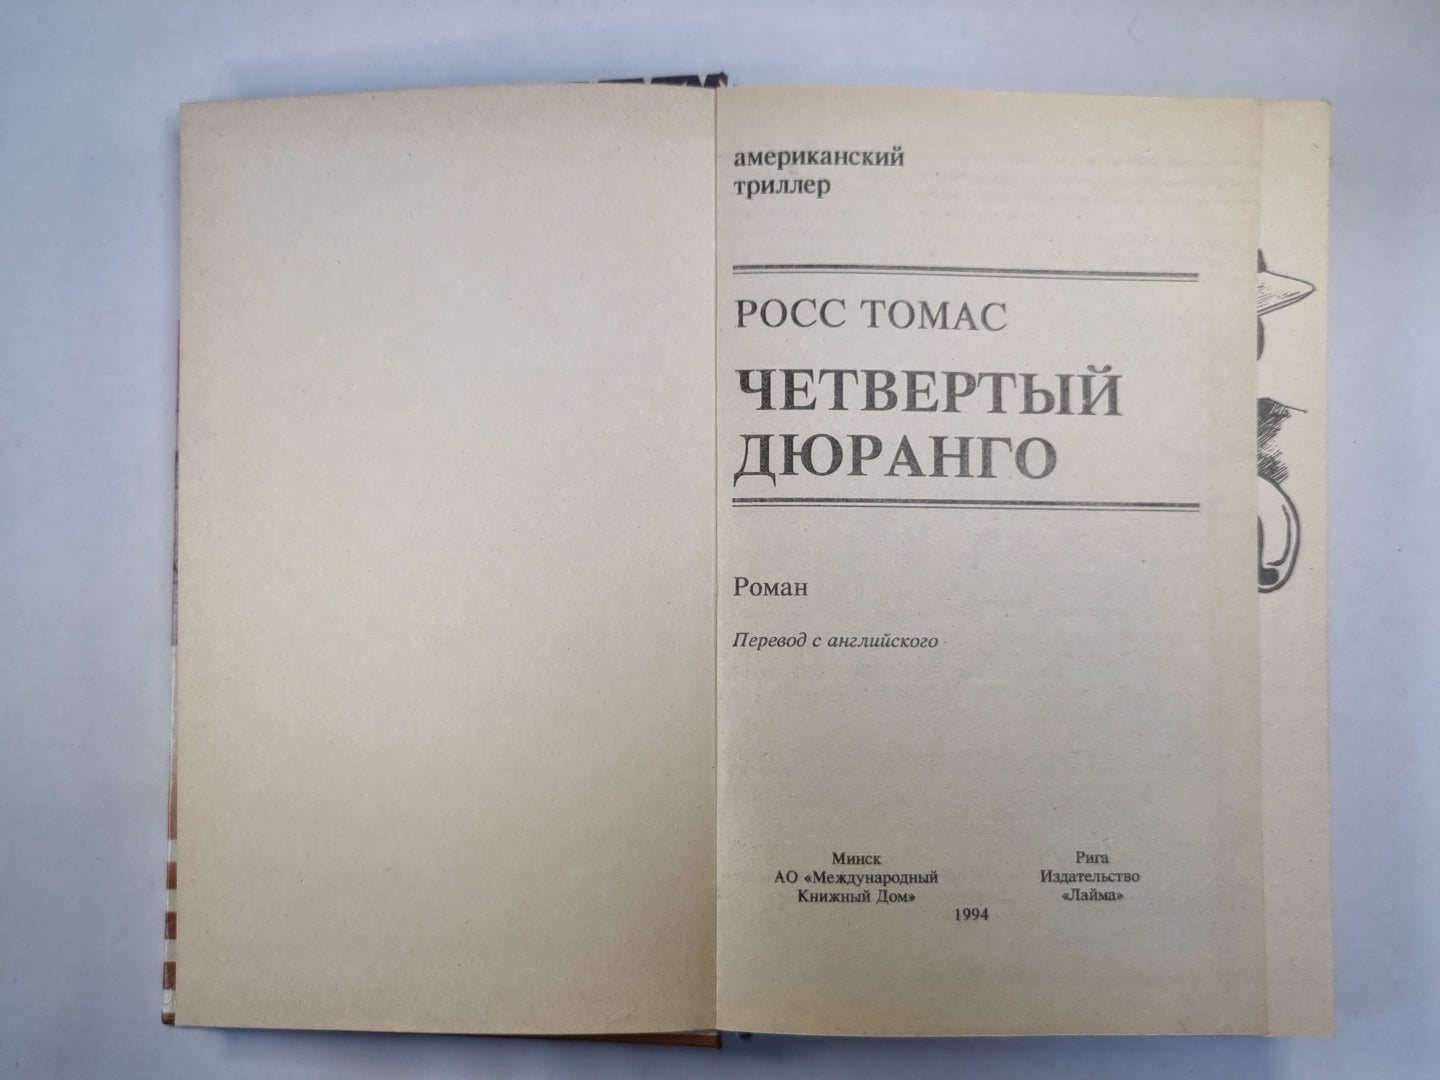 американский
триллер
РОСС ТОМАС
ЧЕТВЕРТЫЙ
ДЮРАНГО
Роман
Перевод с английского
Минск
АО «Международный
Книжный Дом»
Рига
Издательство
«Лайма»
1994